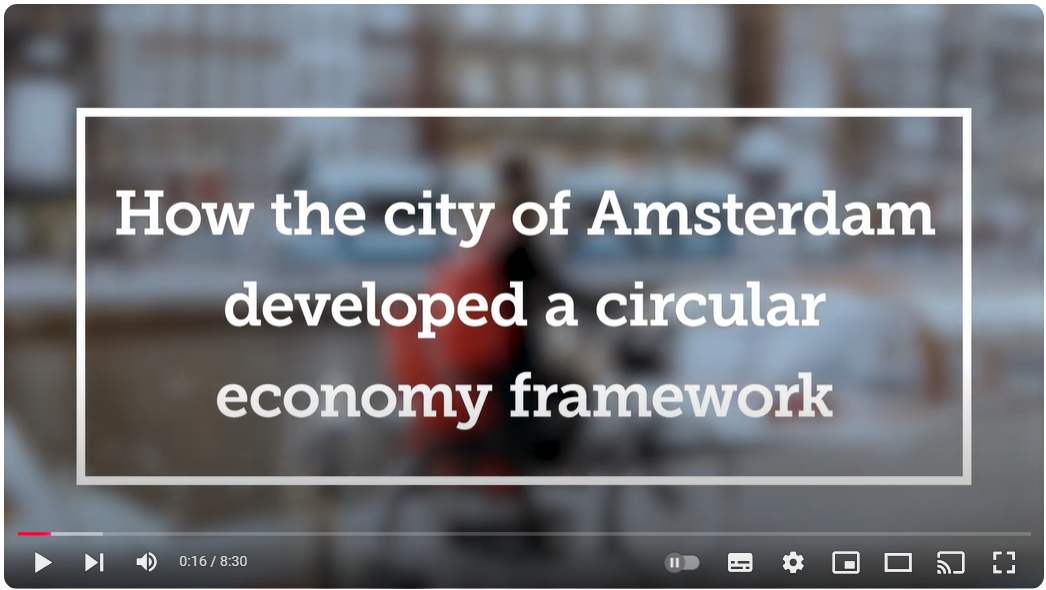 How the city of Amsterdam
developed a circular
economy framework
0:16 / 8:30